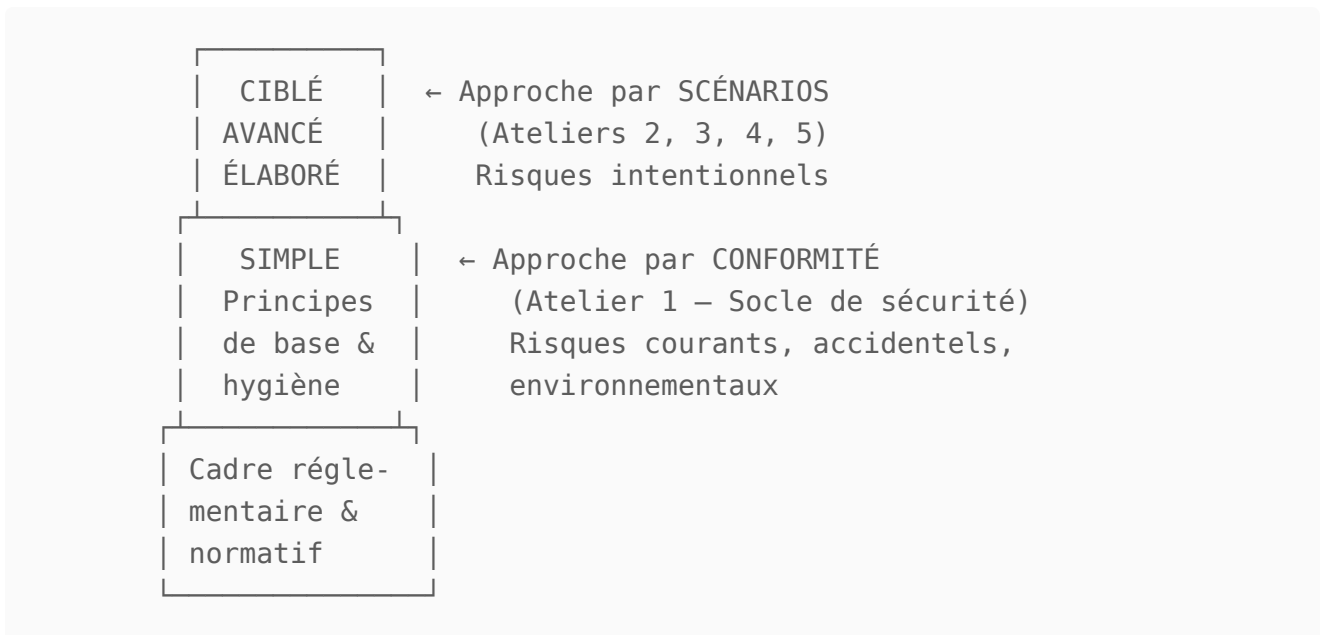 CIBLÉ ← Approche par SCÉNARIOS
AVANCÉ (Ateliers 2, 3, 4, 5)
ÉLABORÉ Risques intentionnels
SIMPLE ← Approche par CONFORMITÉ
Principes (Atelier 1 — Socle de sécurité)
de base & Risques courants, accidentels,
hygiène environnementaux
Cadre régle-
mentaire &
normatif